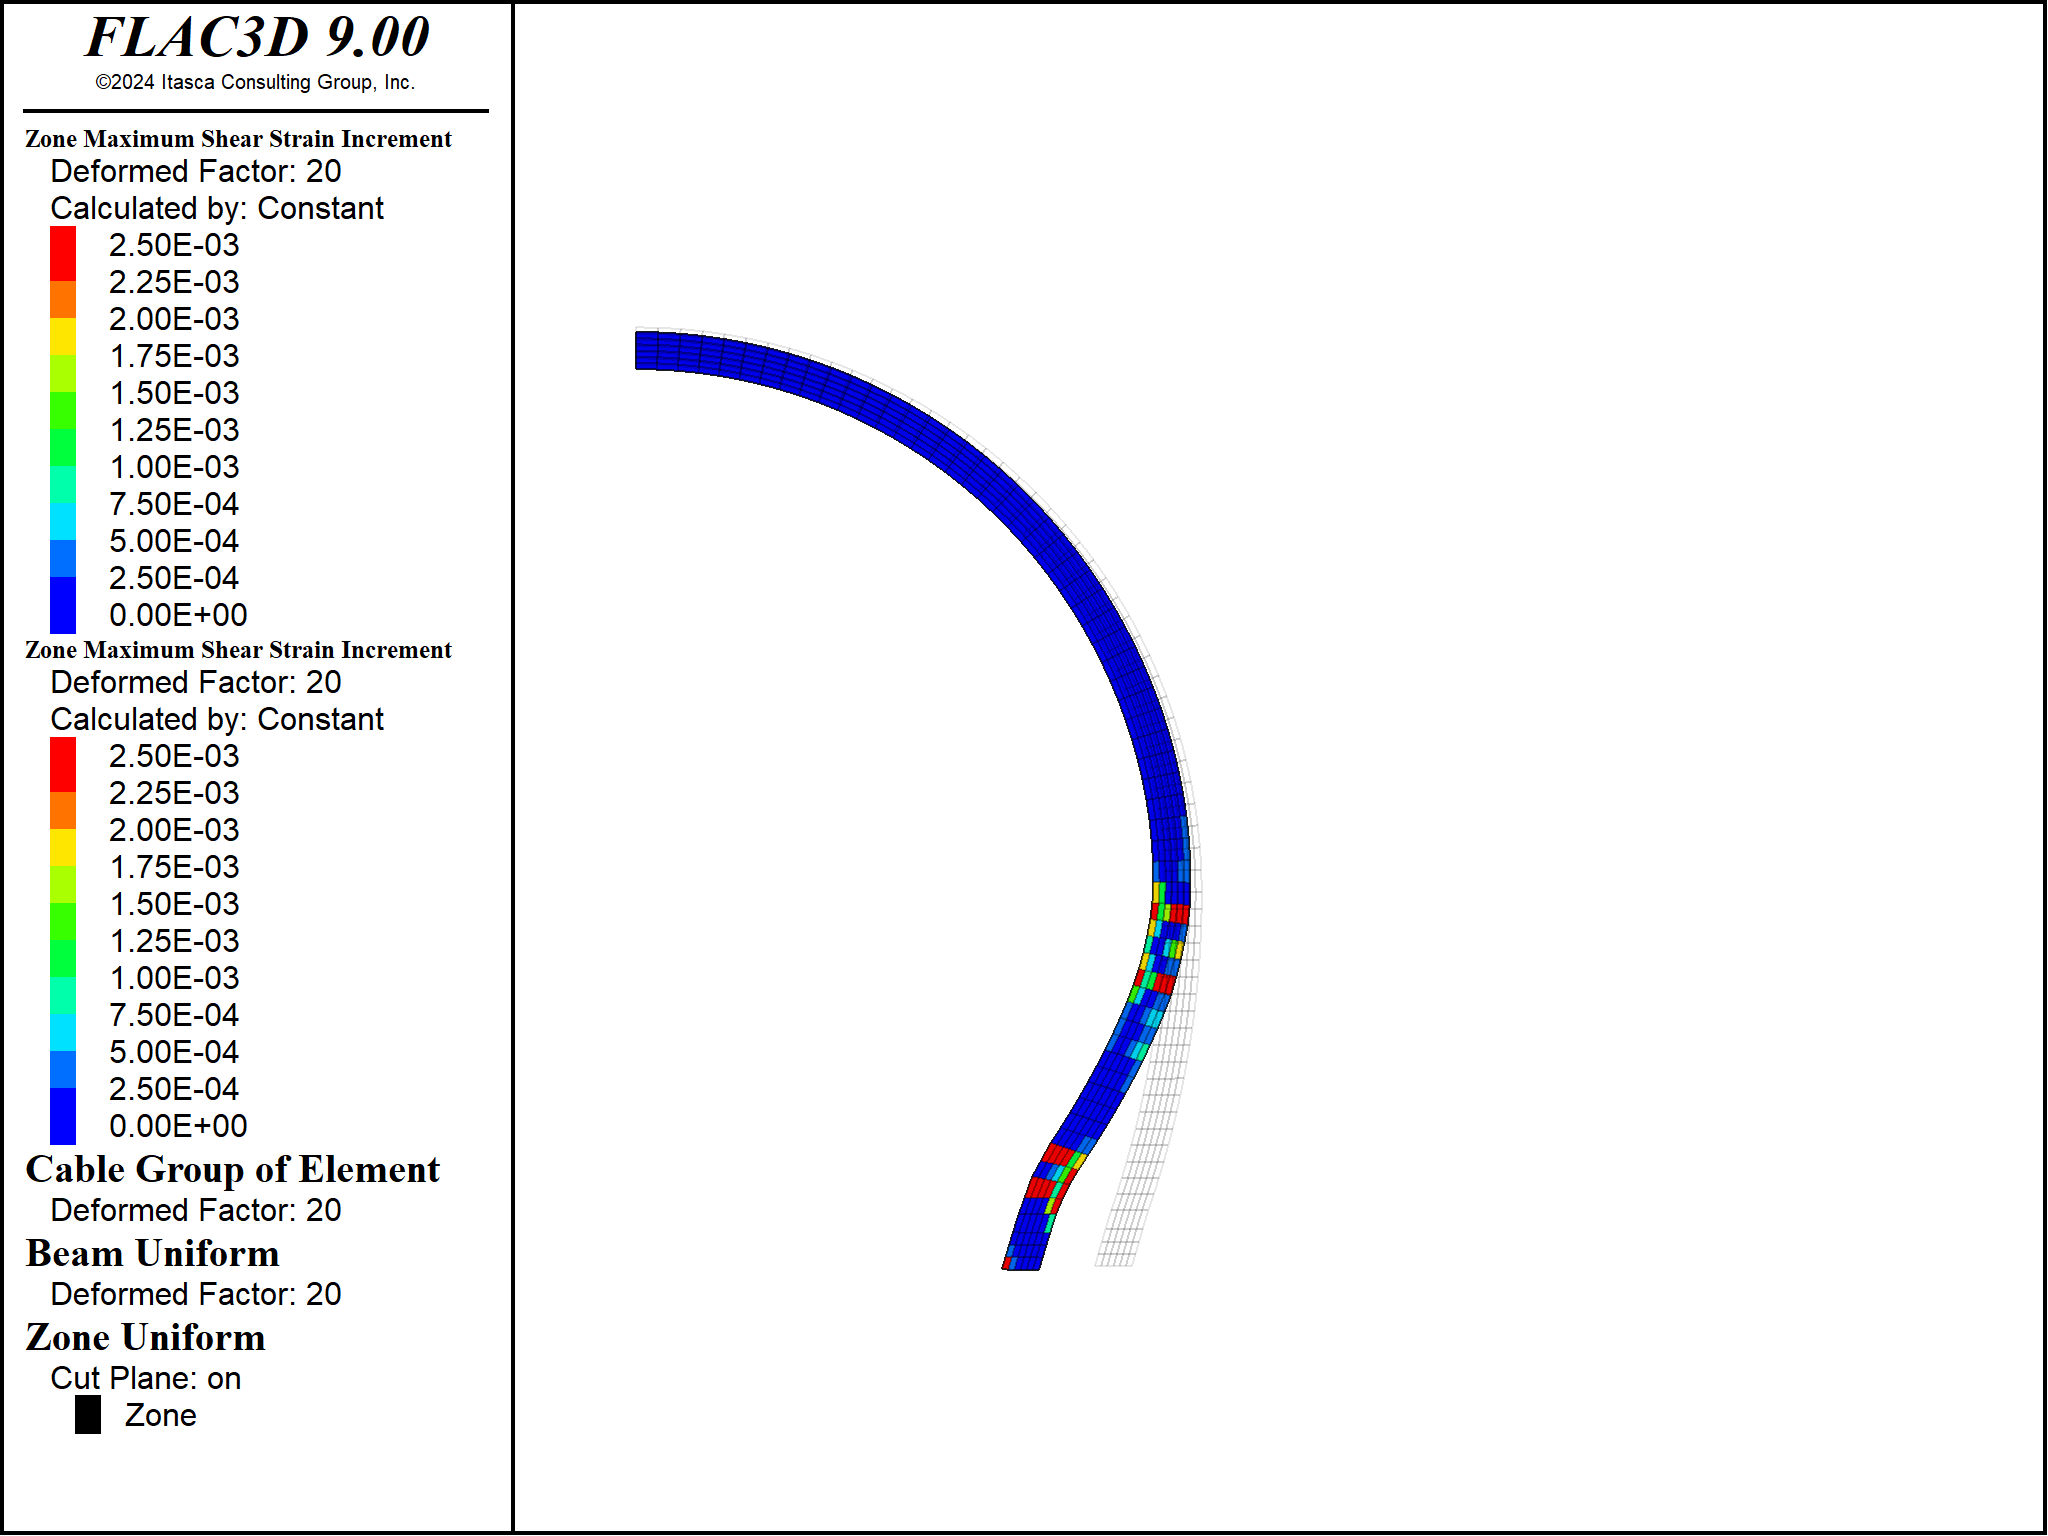 FLAC3D 9.00
©2024 Itasca Consulting Group, Inc.
Zone Maximum Shear Strain Increment
Deformed Factor: 20
Calculated by: Constant
2.50E-03
2.25E-03
2.00E-03
1.75E-03
1.50E-03
1.25E-03
1.00E-03
7.50E-04
5.00E-04
2.50E-04
0.00E+00
Zone Maximum Shear Strain Increment
Deformed Factor: 20
Calculated by: Constant
2.50E-03
2.25E-03
2.00E-03
1.75E-03
1.50E-03
1.25E-03
1.00E-03
7.50E-04
5.00E-04
2.50E-04
0.00E+00
Cable Group of Element
Deformed Factor: 20
Beam Uniform
Deformed Factor: 20
Zone Uniform
Cut Plane: on
Zone